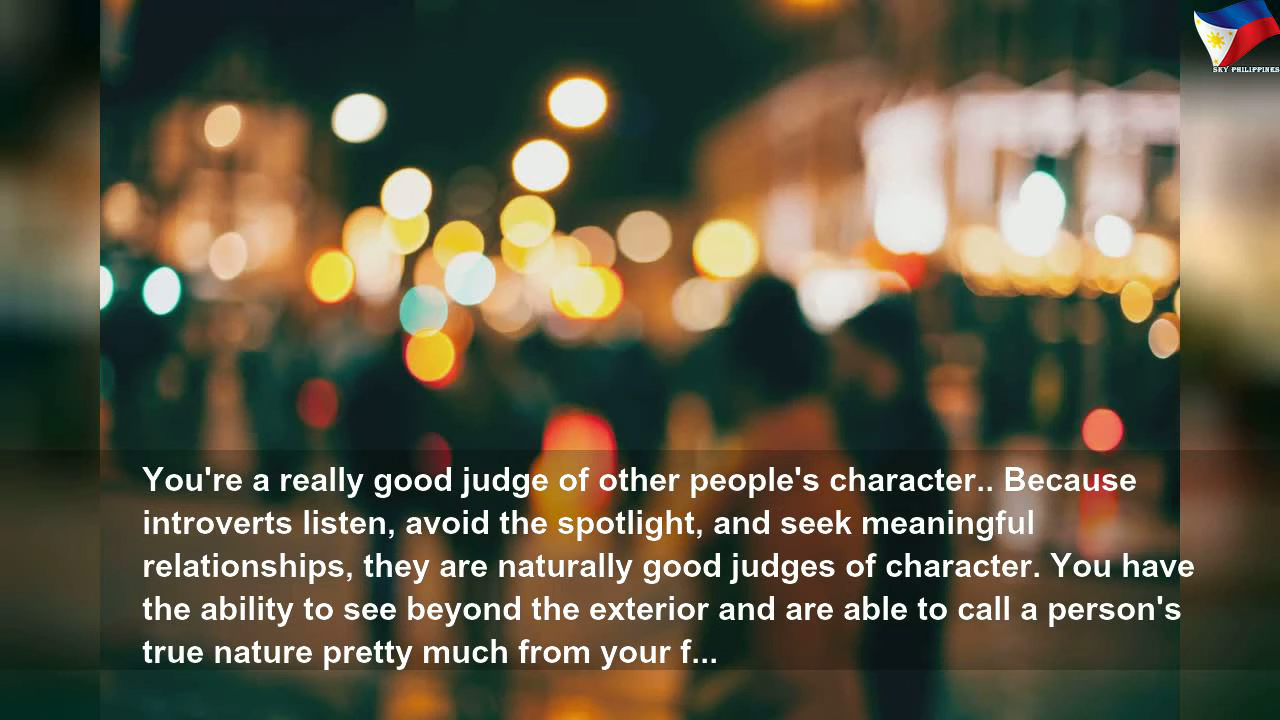 SKY PHILIPPINES
You're a really good judge of other people's character.. Because
introverts listen, avoid the spotlight, and seek meaningful
relationships, they are naturally good judges of character. You have
the ability to see beyond the exterior and are able to call a person's
true nature pretty much from your f...